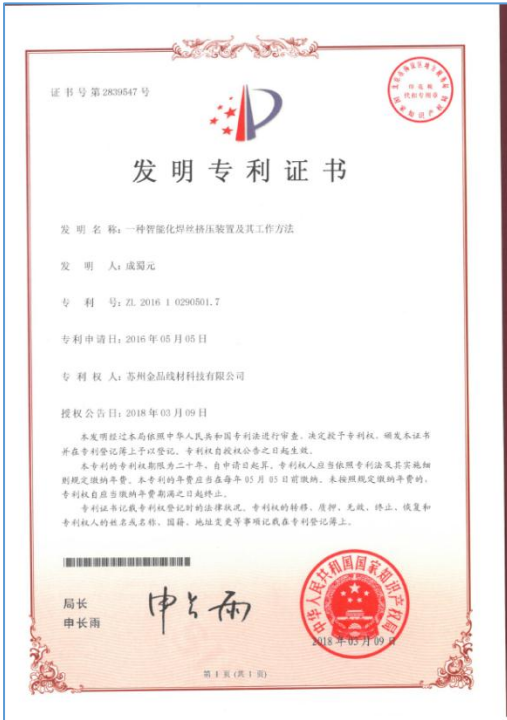 证书号第2839547号
发明专利证书
发明名称：一种智能化焊丝挤压装置及其工作方法
发明人：成蜀元
专利号：ZL 2016 1 0290501.7
专利申请日：2016年05月05日
专利权人：苏州金品线材科技有限公司
授权公告日：2018年03月09日
本发明经过本局依照中华人民共和国专利法进行审查，决定授予专利权，颁发本证书
并在专利登记簿上予以登记。专利权自授权公告之日起生效。
本专利的专利权期限为二十年，自申请日起算。专利权人应当依照专利法及其实施细
则规定缴纳年费。本专利的年费应当在每年05月05日前缴纳。未按照规定缴纳年费的，
专利权自应当缴纳年费期满之日起终止。
专利证书记载专利权登记时的法律状况。专利权的转移、质押、无效、终止、恢复和
专利权人的姓名或名称、国籍、地址变更等事项记载在专利登记簿上。
局长
申长雨
申长雨
中华人民共和国国家知识产权局
2018年03月09日
第1页(共1页)